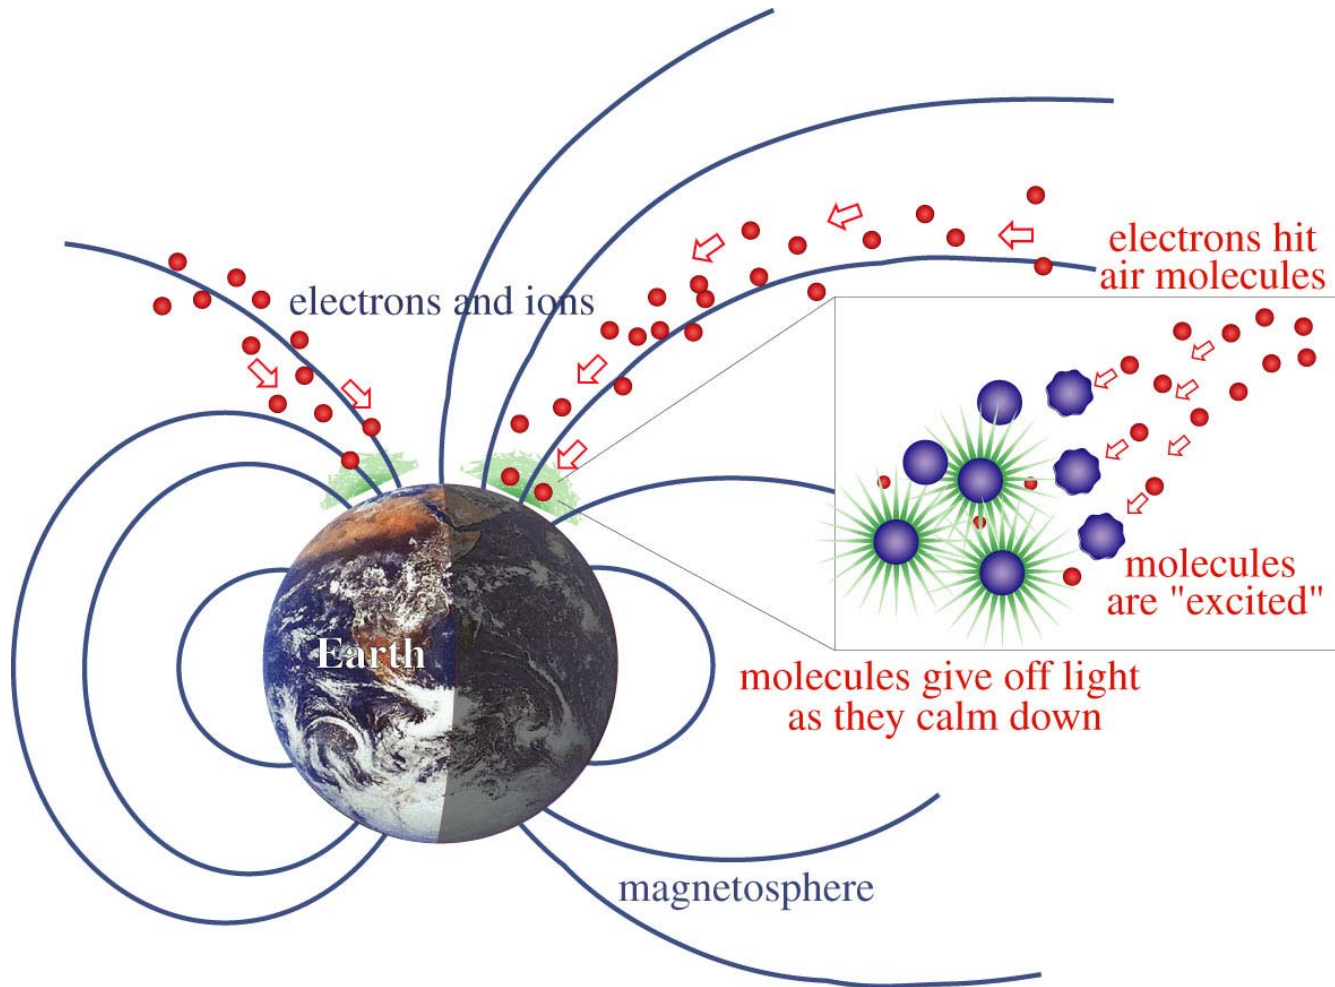 electrons hit
air molecules
electrons and ions
molecules
are "excited"
Earth
molecules give off light
as they calm down
magnetosphere